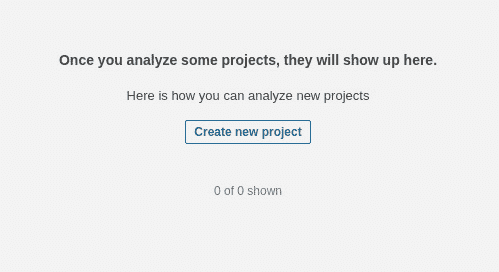 Once you analyze some projects, they will show up here.
Here is how you can analyze new projects
Create new project
0 of 0 shown